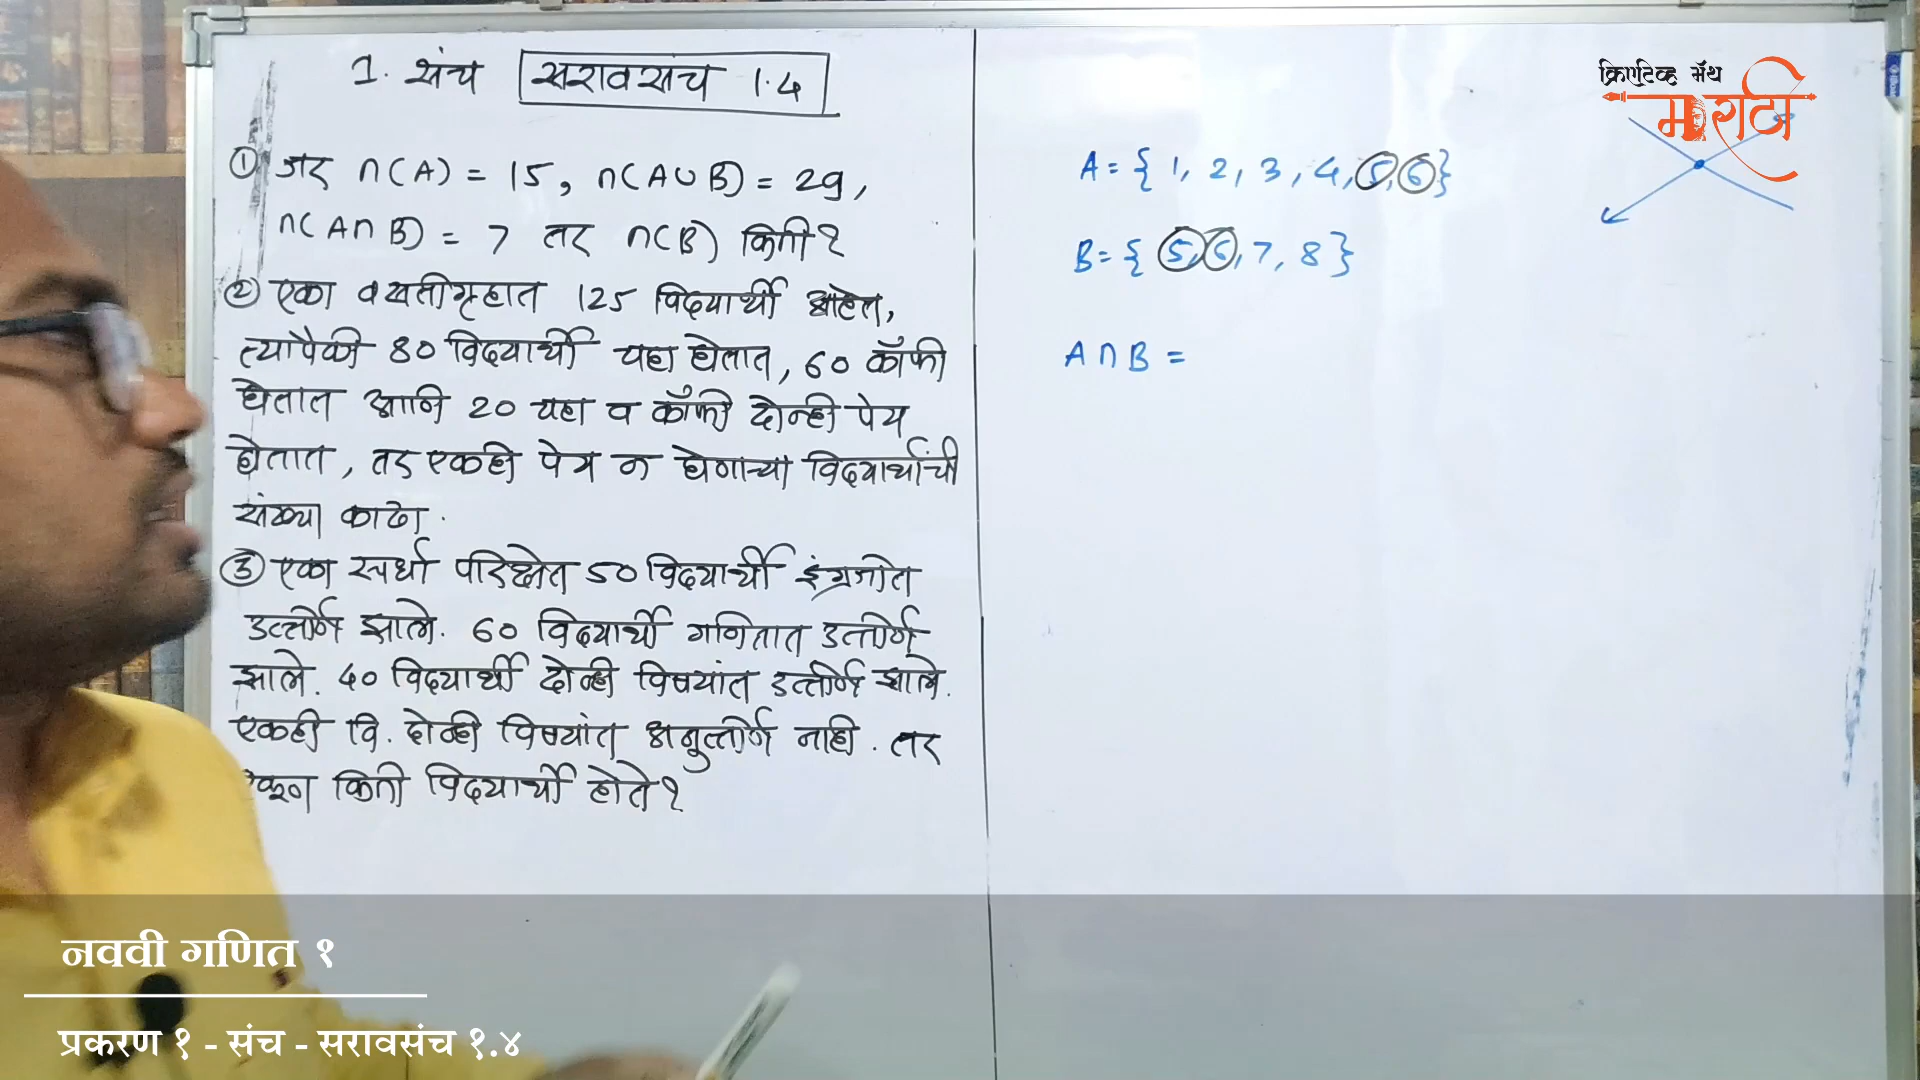 1. संच सरावसंच 1.4
① जर n(A) = 15, n(A∪B) = 29,
n(A∩B) = 7 तर n(B) किती?
② एका वसतीगृहात 125 विद्यार्थी आहेत,
त्यापैकी 80 विद्यार्थी चहा घेतात, 60 कॉफी
घेतात आणि 20 चहा व कॉफी दोन्ही पेय
घेतात, तर एकही पेय न घेणाऱ्या विद्यार्थ्यांची
संख्या काढा.
③ एका स्पर्धा परिक्षेत 50 विद्यार्थी इंग्रजीत
उत्तीर्ण झाले. 60 विद्यार्थी गणितात उत्तीर्ण
झाले. 40 विद्यार्थी दोन्ही विषयांत उत्तीर्ण झाले.
एकही वि. दोन्ही विषयांत अनुत्तीर्ण नाही. तर
एकूण किती विद्यार्थी होते?
A = { 1, 2, 3, 4, 5, 6}
B = { 5, 6, 7, 8 }
A ∩ B =
क्रिएटिव्ह मॅथ
मराठी
नववी गणित १
प्रकरण १ - संच - सरावसंच १.४